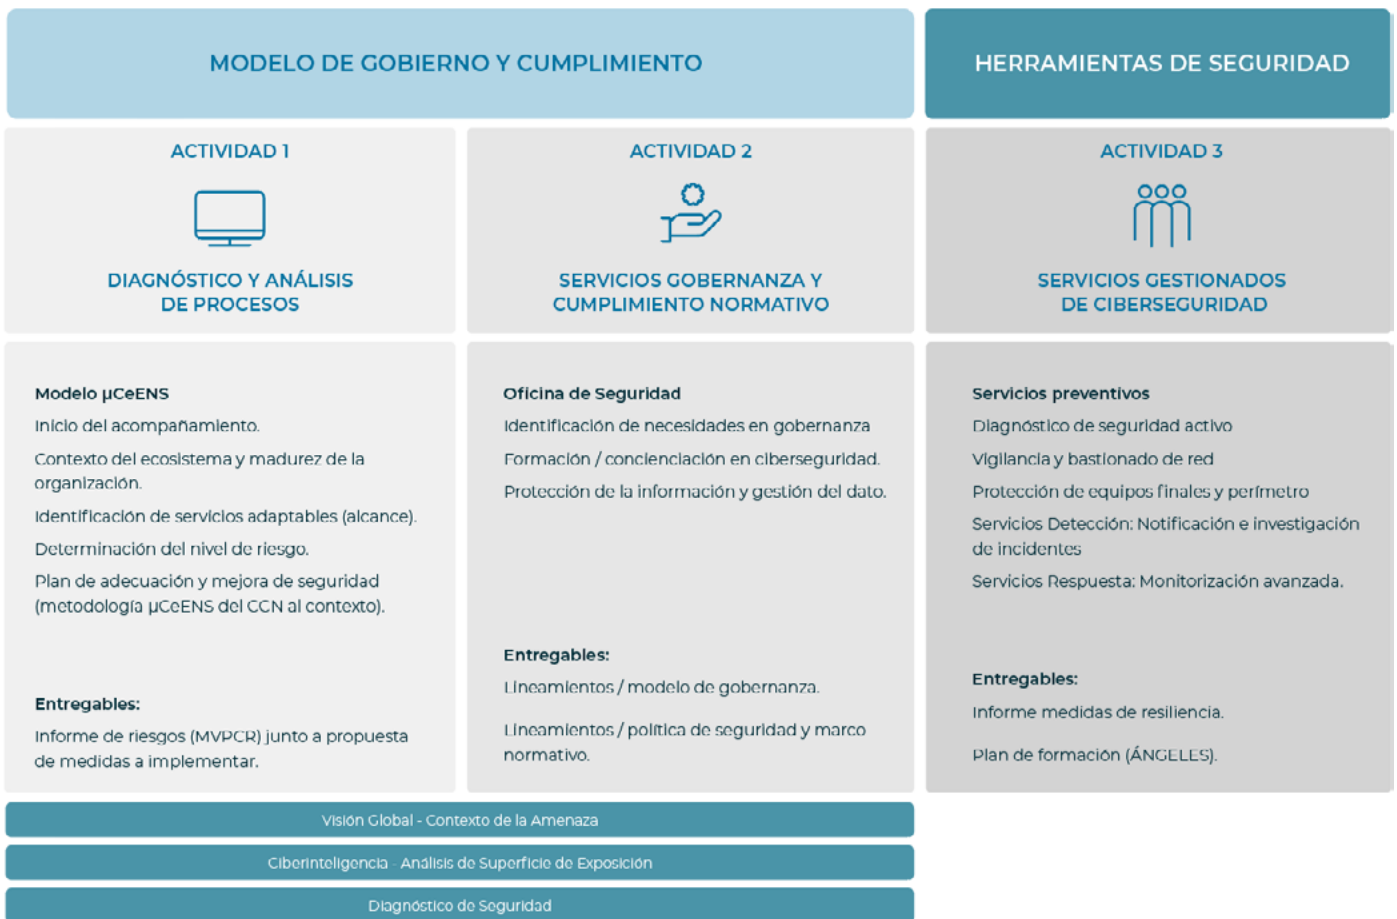 MODELO DE GOBIERNO Y CUMPLIMIENTO
HERRAMIENTAS DE SEGURIDAD
ACTIVIDAD 1
DIAGNÓSTICO Y ANÁLISIS
DE PROCESOS
ACTIVIDAD 2
SERVICIOS GOBERNANZA Y
CUMPLIMIENTO NORMATIVO
ACTIVIDAD 3
SERVICIOS GESTIONADOS
DE CIBERSEGURIDAD
Modelo µCeENS
Inicio del acompañamiento.
Contexto del ecosistema y madurez de la
organización.
Identificación de servicios adaptables (alcance).
Determinación del nivel de riesgo.
Plan de adecuación y mejora de seguridad
(metodología µCeENS del CCN al contexto).
Entregables:
Informe de riesgos (MVPCR) junto a propuesta
de medidas a implementar.
Oficina de Seguridad
Identificación de necesidades en gobernanza
Formación / concienciación en ciberseguridad.
Protección de la información y gestión del dato.
Entregables:
Lineamientos / modelo de gobernanza.
Lineamientos / política de seguridad y marco
normativo.
Servicios preventivos
Diagnóstico de seguridad activo
Vigilancia y bastionado de red
Protección de equipos finales y perímetro
Servicios Detección: Notificación e investigación
de incidentes
Servicios Respuesta: Monitorización avanzada.
Entregables:
Informe medidas de resiliencia.
Plan de formación (ÁNGELES).
Visión Global - Contexto de la Amenaza
Ciberinteligencia - Análisis de Superficie de Exposición
Diagnóstico de Seguridad